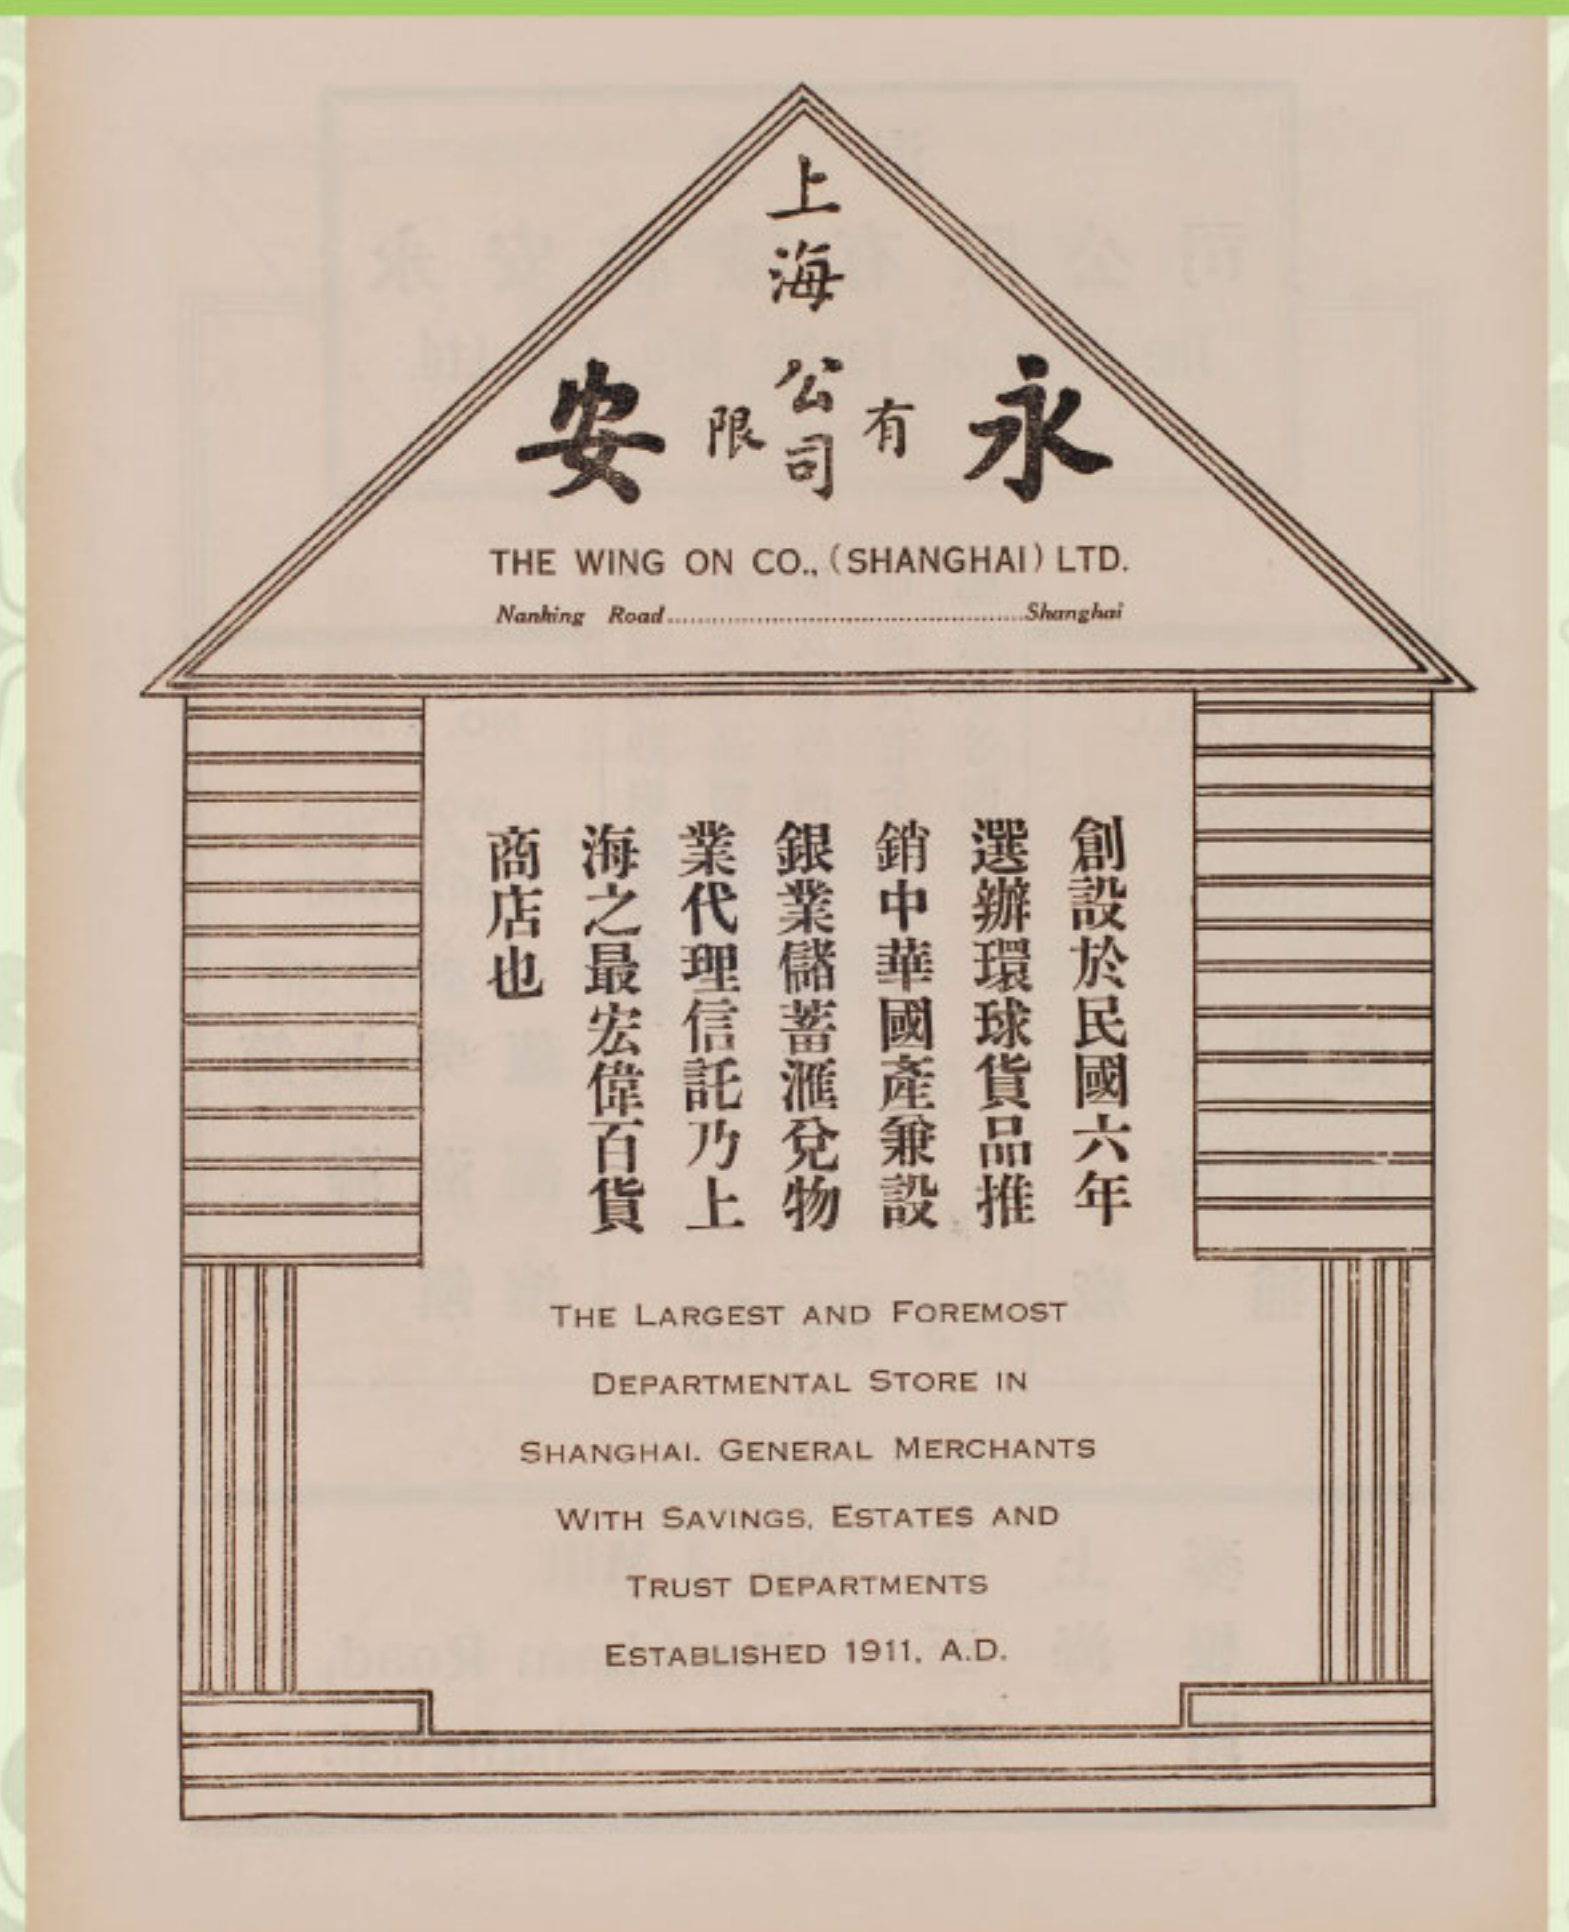 上海
永安
有限公司
THE WING ON CO., (SHANGHAI) LTD.
Nanking Road......................................................Shanghai
創設於民國六年
選辦環球貨品推
銷中華國產兼設
銀業儲蓄滙兌物
業代理信託乃上
海之最宏偉百貨
商店也
THE LARGEST AND FOREMOST
DEPARTMENTAL STORE IN
SHANGHAI. GENERAL MERCHANTS
WITH SAVINGS, ESTATES AND
TRUST DEPARTMENTS
ESTABLISHED 1911, A.D.